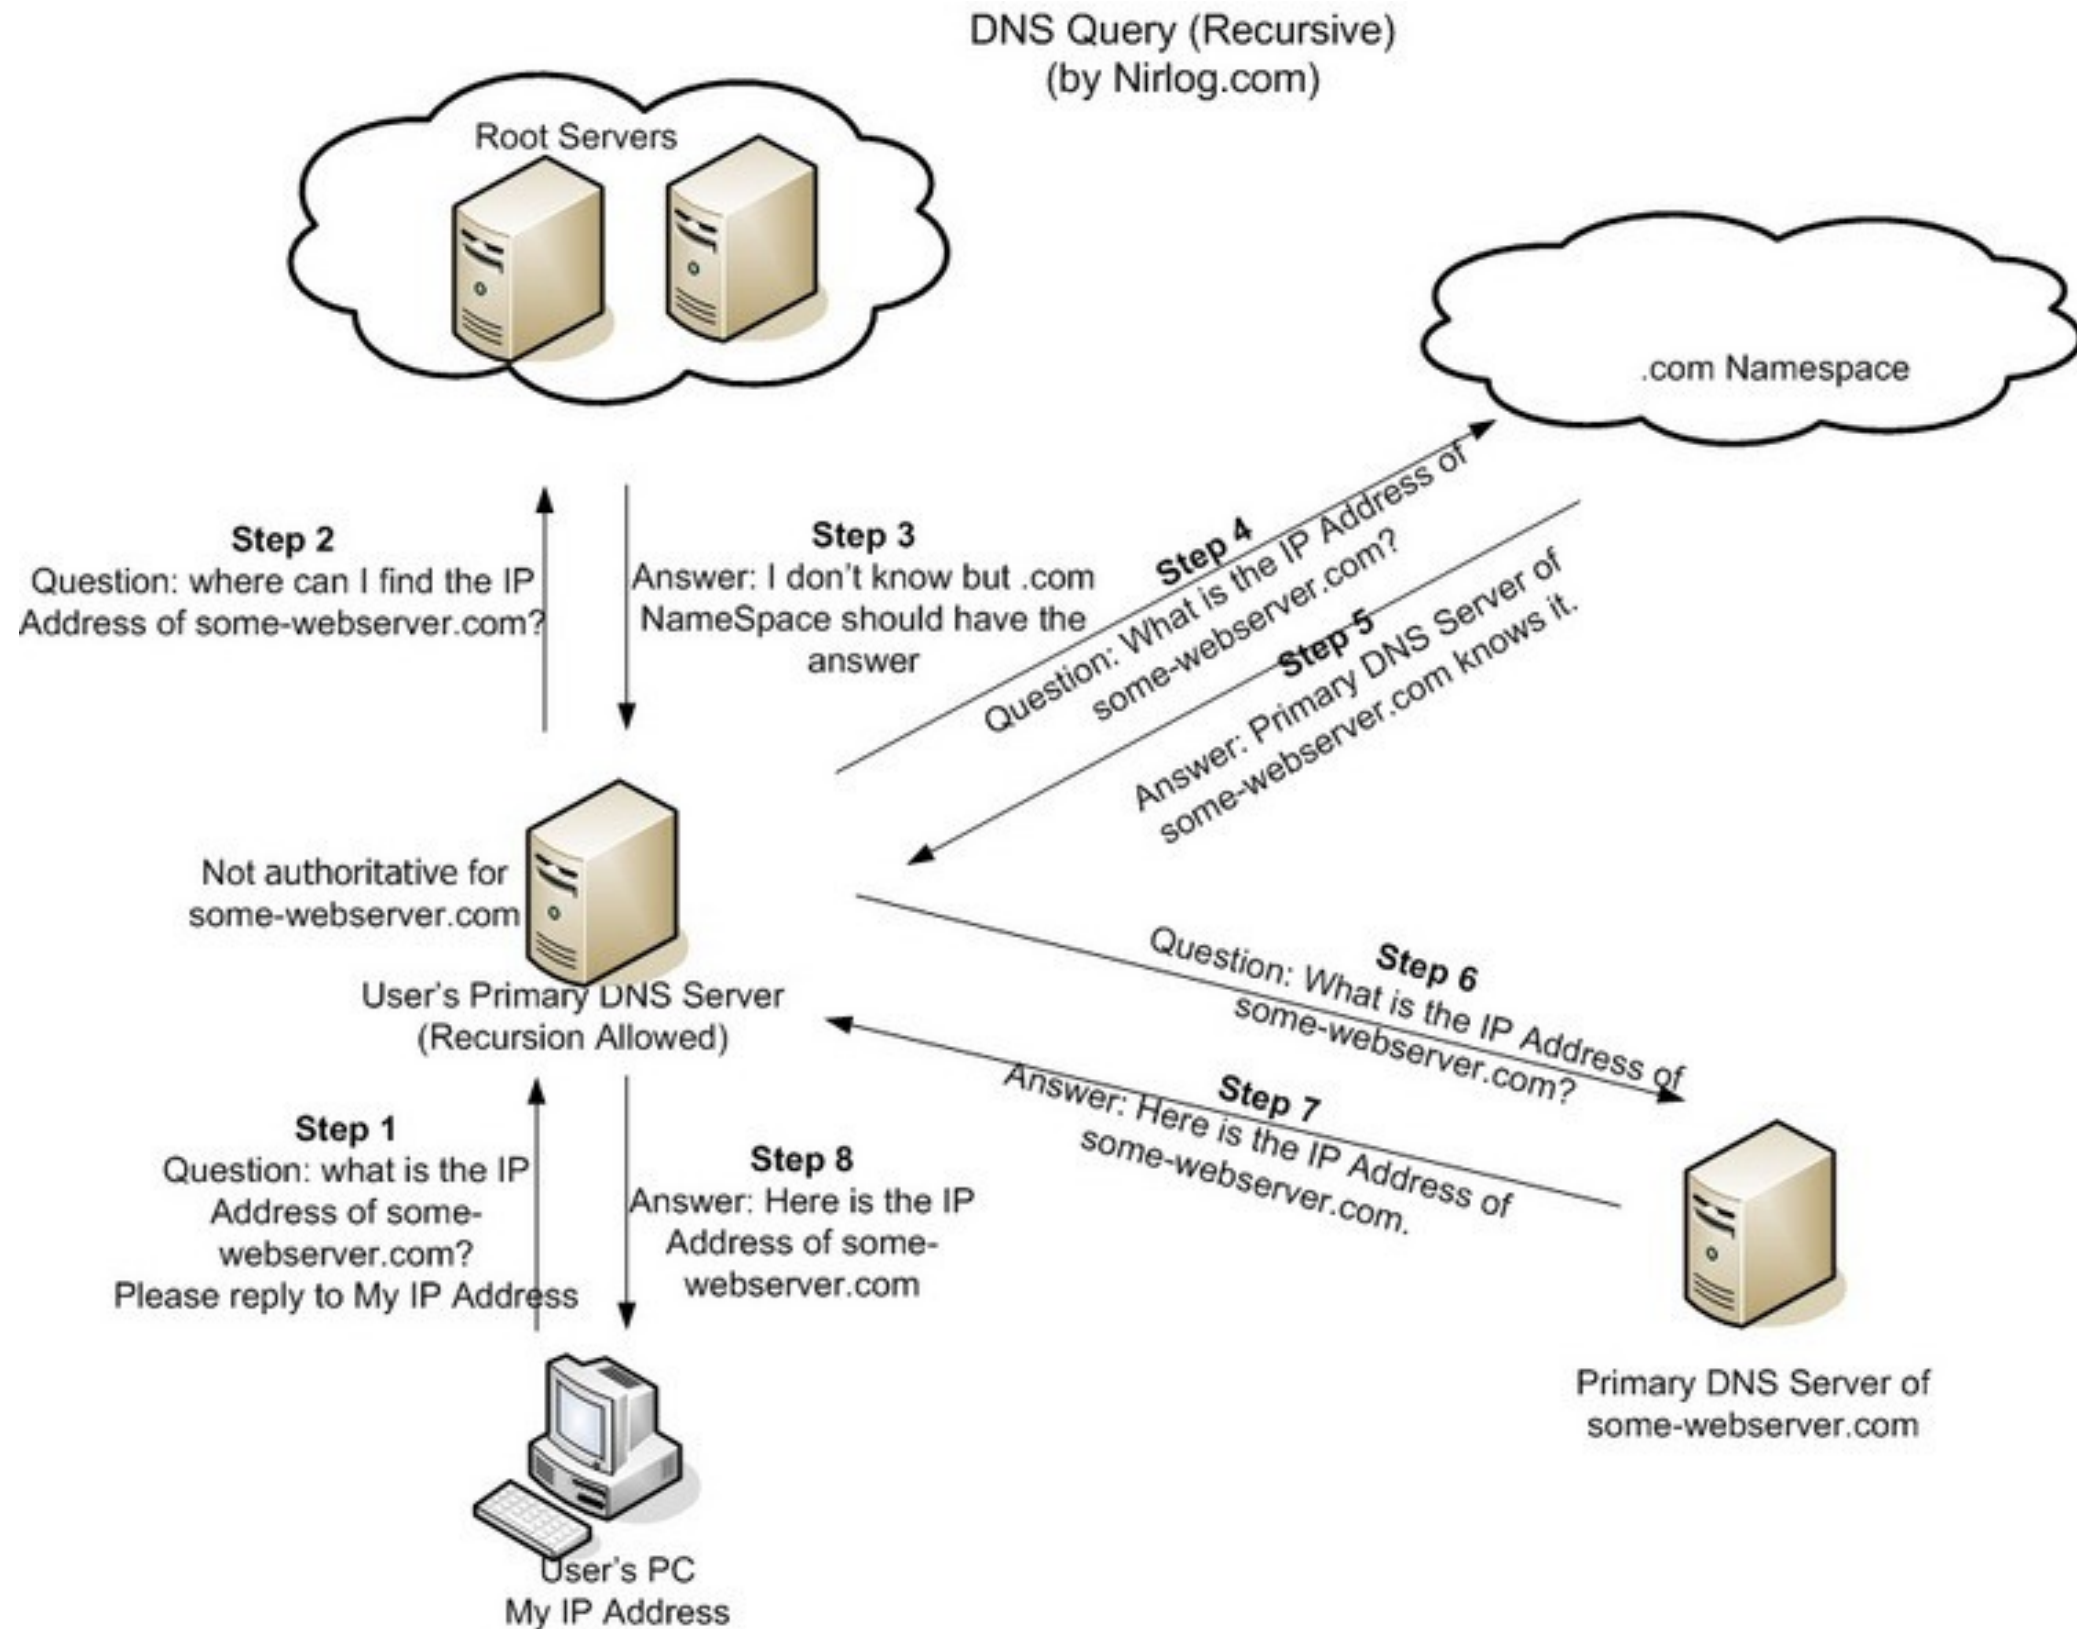 DNS Query (Recursive)
(by Nirlog.com)
Root Servers
.com Namespace
Step 2
Question: where can I find the IP
Address of some-webserver.com?
Step 3
Answer: I don't know but .com
NameSpace should have the
answer
Step 4
Question: What is the IP Address of
some-webserver.com?
Step 5
Answer: Primary DNS Server of
some-webserver.com knows it.
Not authoritative for
some-webserver.com
User's Primary DNS Server
(Recursion Allowed)
Step 6
Question: What is the IP Address of
some-webserver.com?
Step 7
Answer: Here is the IP Address of
some-webserver.com.
Step 1
Question: what is the IP
Address of some-
webserver.com?
Please reply to My IP Address
Step 8
Answer: Here is the IP
Address of some-
webserver.com
Primary DNS Server of
some-webserver.com
User's PC
My IP Address